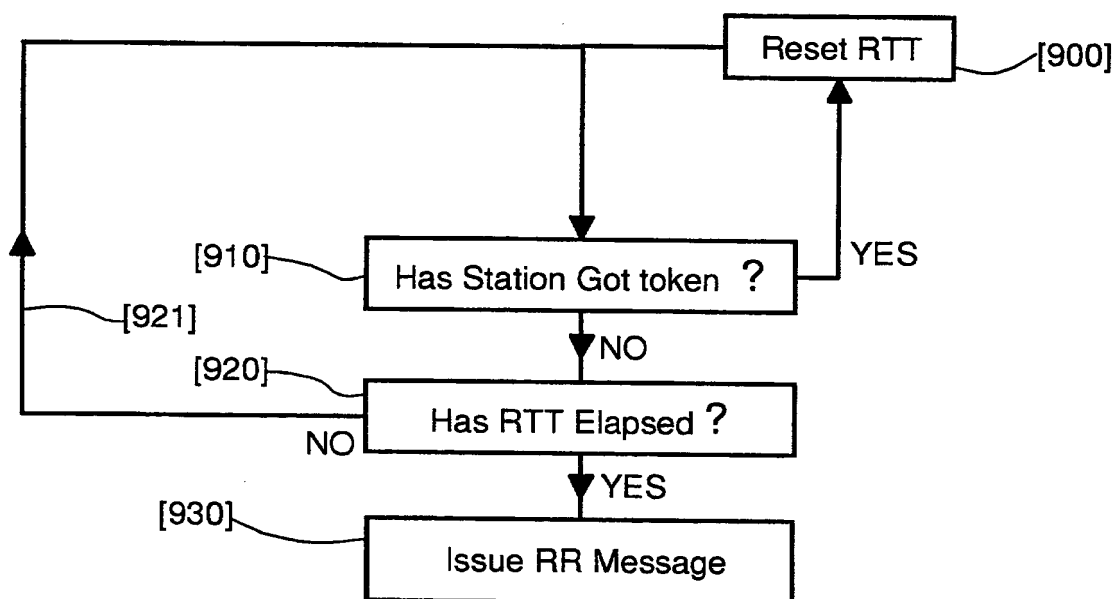 Reset RTT
[900]
[910]
Has Station Got token ?
YES
[921]
NO
[920]
Has RTT Elapsed ?
NO
YES
[930]
Issue RR Message